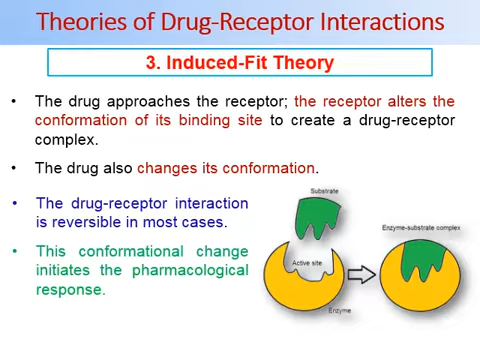 Theories of Drug-Receptor Interactions
3. Induced-Fit Theory
• The drug approaches the receptor; the receptor alters the
conformation of its binding site to create a drug-receptor
complex.
• The drug also changes its conformation.
• The drug-receptor interaction
is reversible in most cases.
• This conformational change
initiates the pharmacological
response.
Substrate
Enzyme-substrate complex
Active site
Enzyme